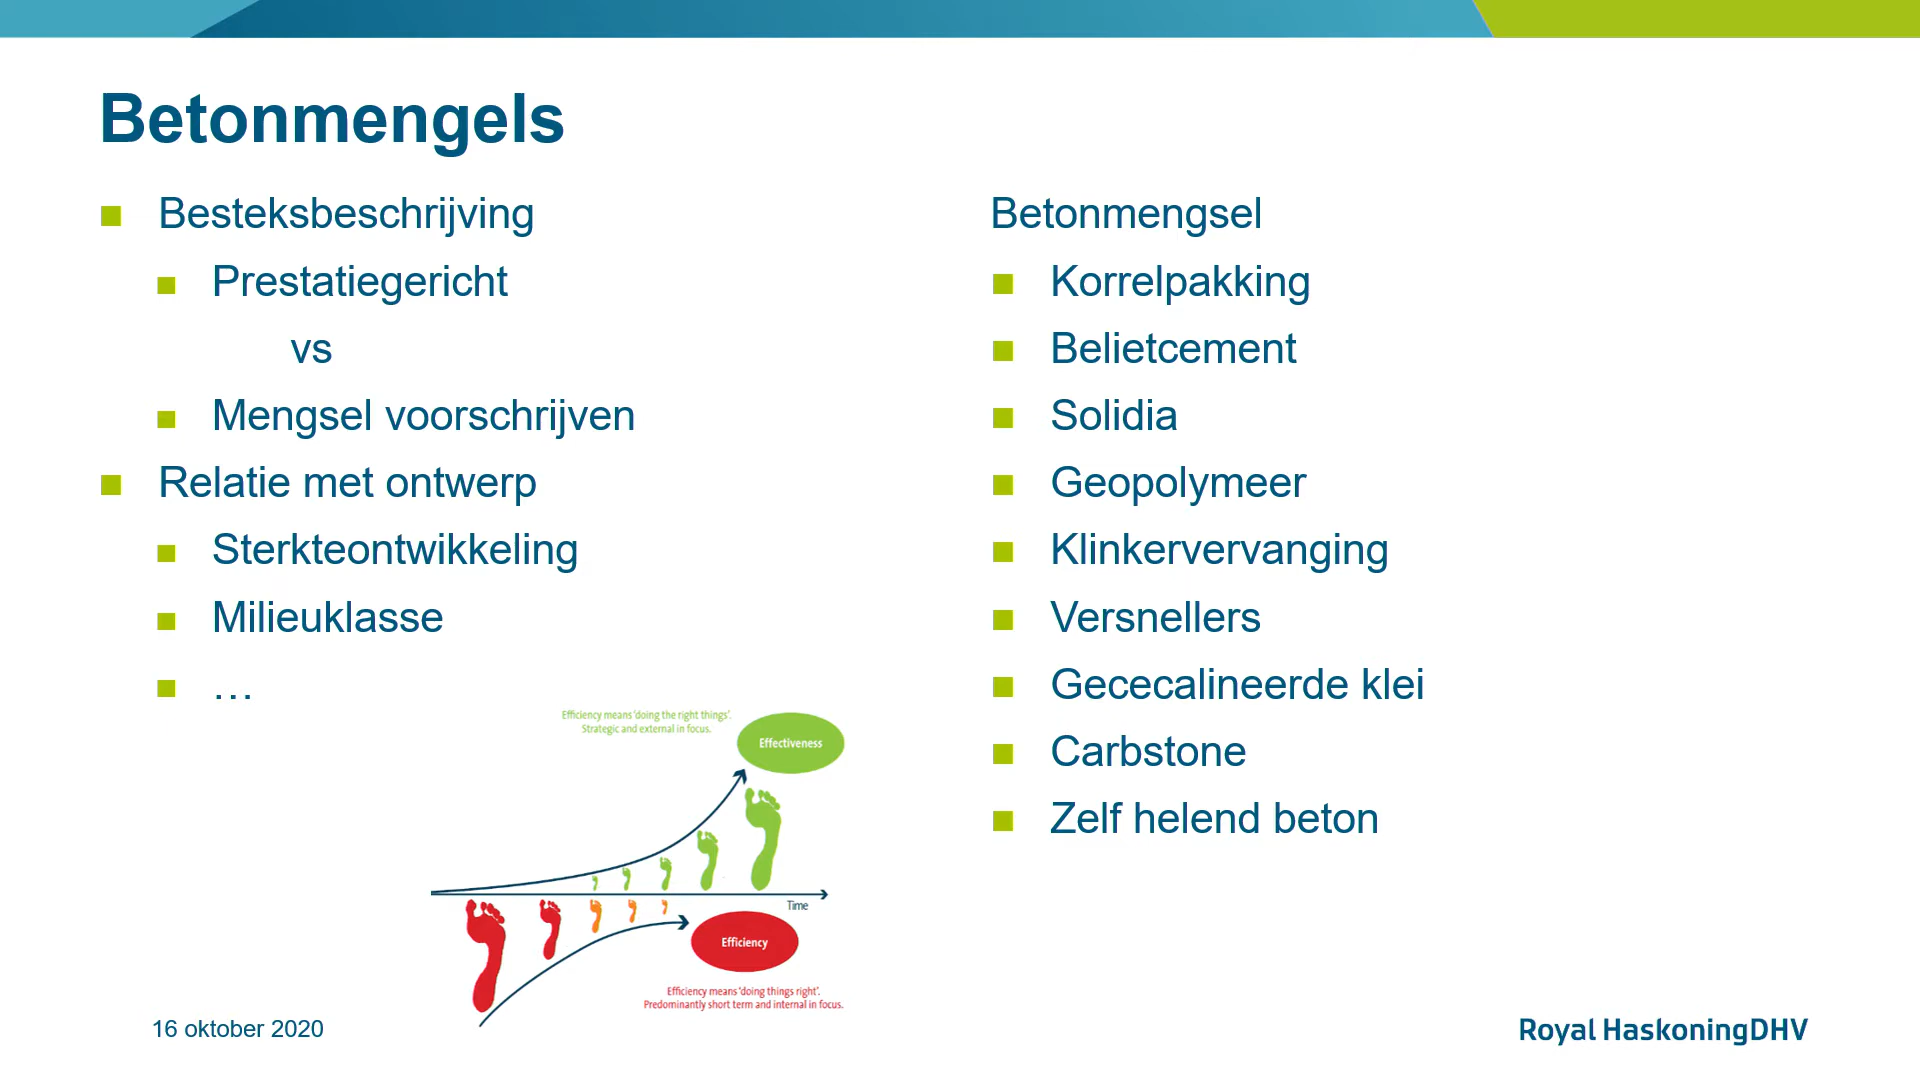 Betonmengels
Besteksbeschrijving
Prestatiegericht
vs
Mengsel voorschrijven
Relatie met ontwerp
Sterkteontwikkeling
Milieuklasse
…
Betonmengsel
Korrelpakking
Belietcement
Solidia
Geopolymeer
Klinkervervanging
Versnellers
Gececalineerde klei
Carbstone
Zelf helend beton
Efficiency means 'doing the right things'.
Strategic and external in focus.
Effectiveness
Time
Efficiency
Efficiency means 'doing things right'.
Predominantly short term and internal in focus.
16 oktober 2020
Royal HaskoningDHV